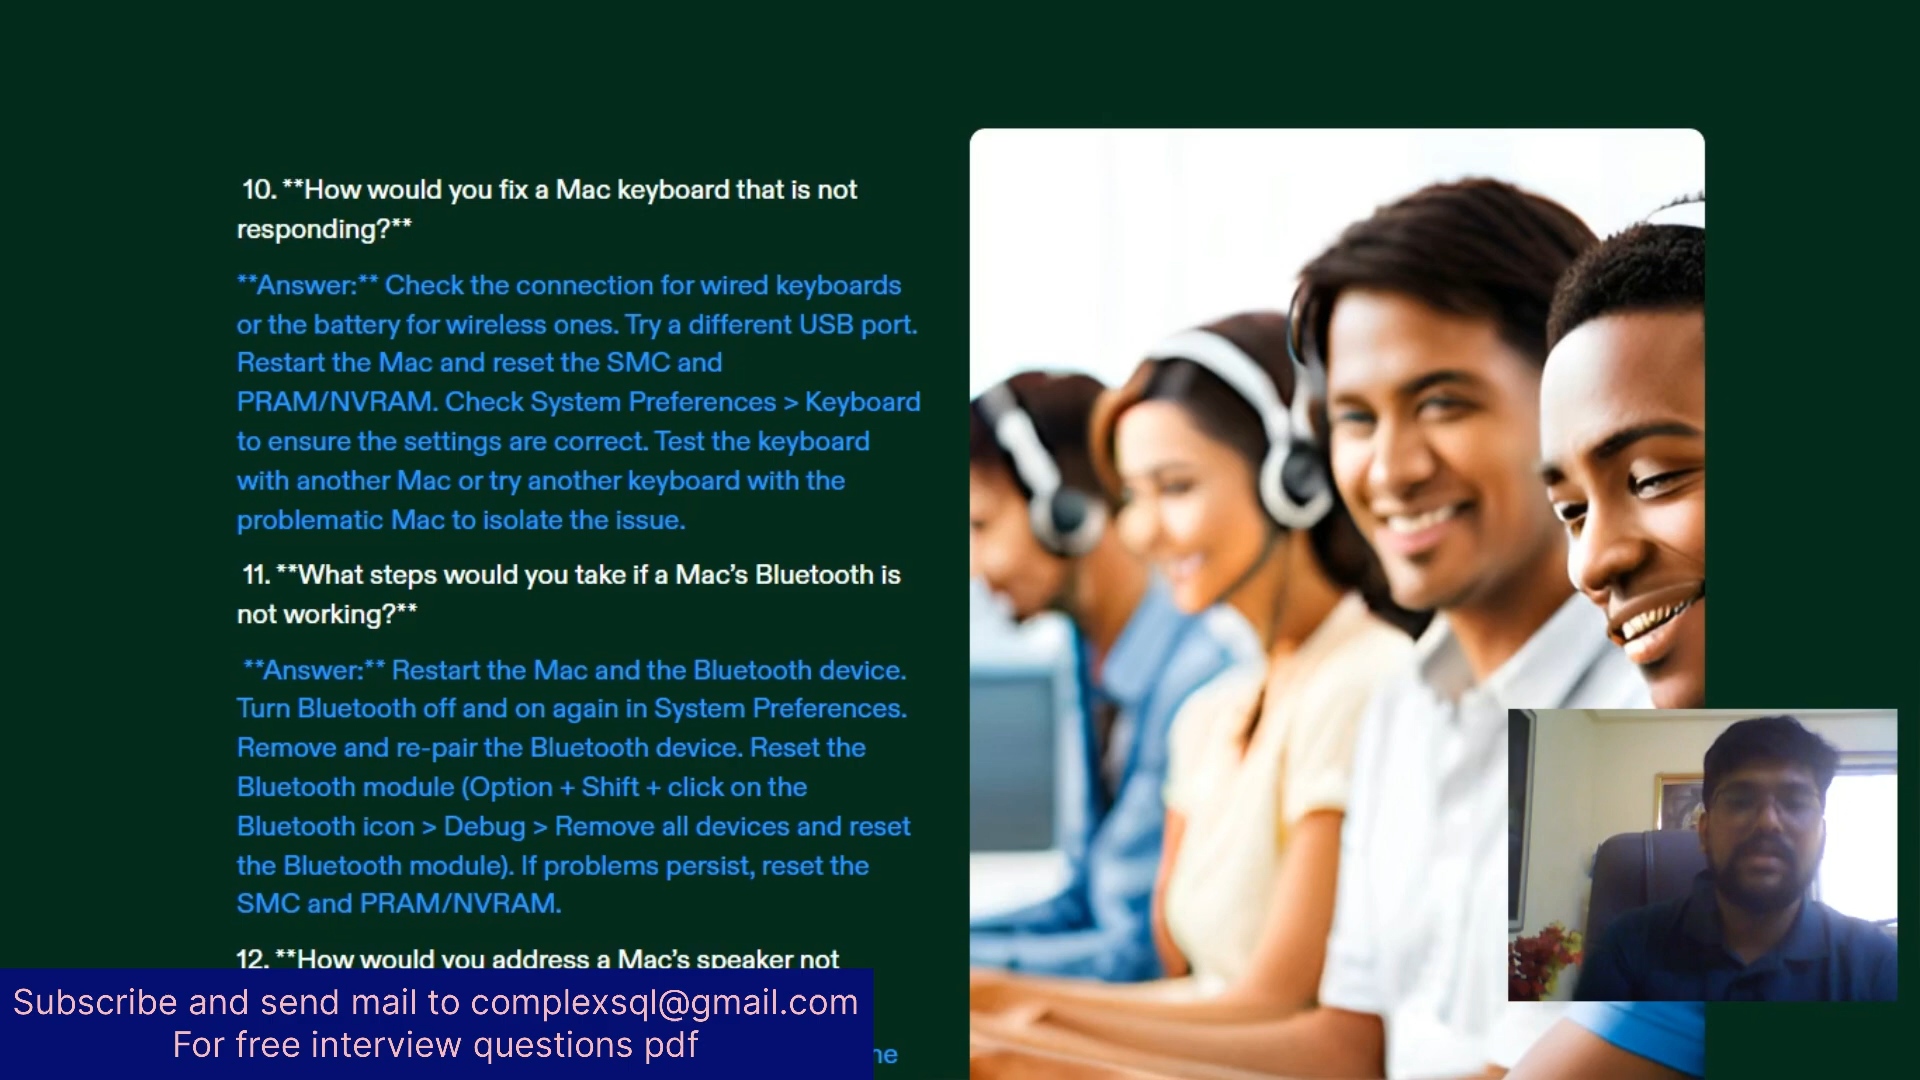 10. **How would you fix a Mac keyboard that is not
responding?**
**Answer:** Check the connection for wired keyboards
or the battery for wireless ones. Try a different USB port.
Restart the Mac and reset the SMC and
PRAM/NVRAM. Check System Preferences > Keyboard
to ensure the settings are correct. Test the keyboard
with another Mac or try another keyboard with the
problematic Mac to isolate the issue.
11. **What steps would you take if a Mac’s Bluetooth is
not working?**
**Answer:** Restart the Mac and the Bluetooth device.
Turn Bluetooth off and on again in System Preferences.
Remove and re-pair the Bluetooth device. Reset the
Bluetooth module (Option + Shift + click on the
Bluetooth icon > Debug > Remove all devices and reset
the Bluetooth module). If problems persist, reset the
SMC and PRAM/NVRAM.
12. **How would you address a Mac’s speaker not
Subscribe and send mail to complexsql@gmail.com
For free interview questions pdf